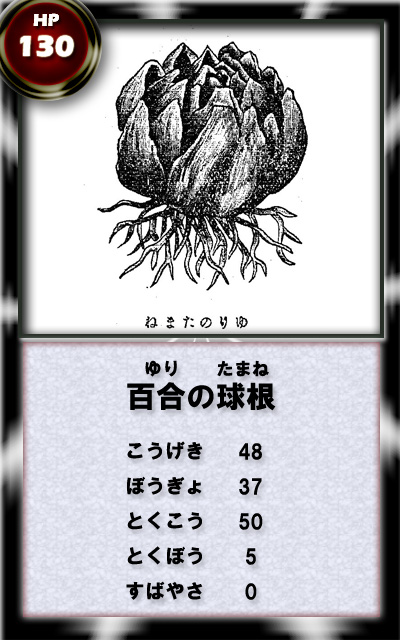 HP
130
ねまたのりゆ
ゆり たまね
百合の球根
こうげき 48
ぼうぎょ 37
とくこう 50
とくぼう 5
すばやさ 0